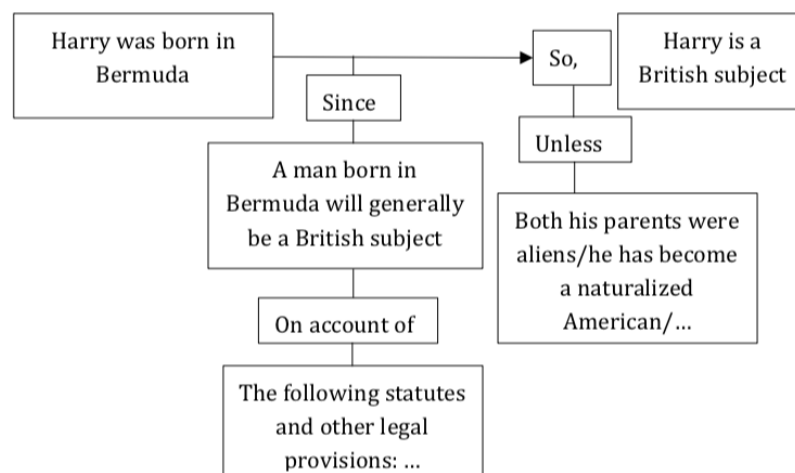 Harry was born in
Bermuda
So,
Harry is a
British subject
Since
Unless
A man born in
Bermuda will generally
be a British subject
Both his parents were
aliens/he has become
a naturalized
American/...
On account of
The following statutes
and other legal
provisions: ...